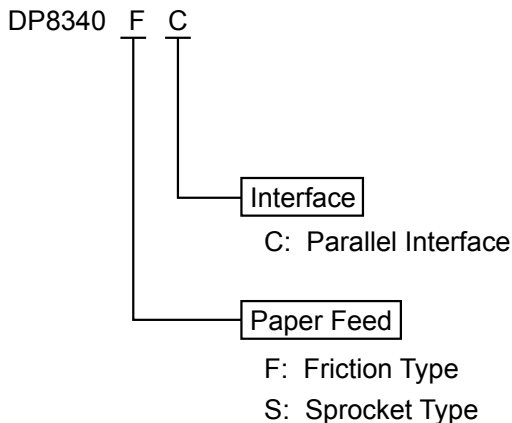 DP8340 F C
Interface
C: Parallel Interface
Paper Feed
F: Friction Type
S: Sprocket Type